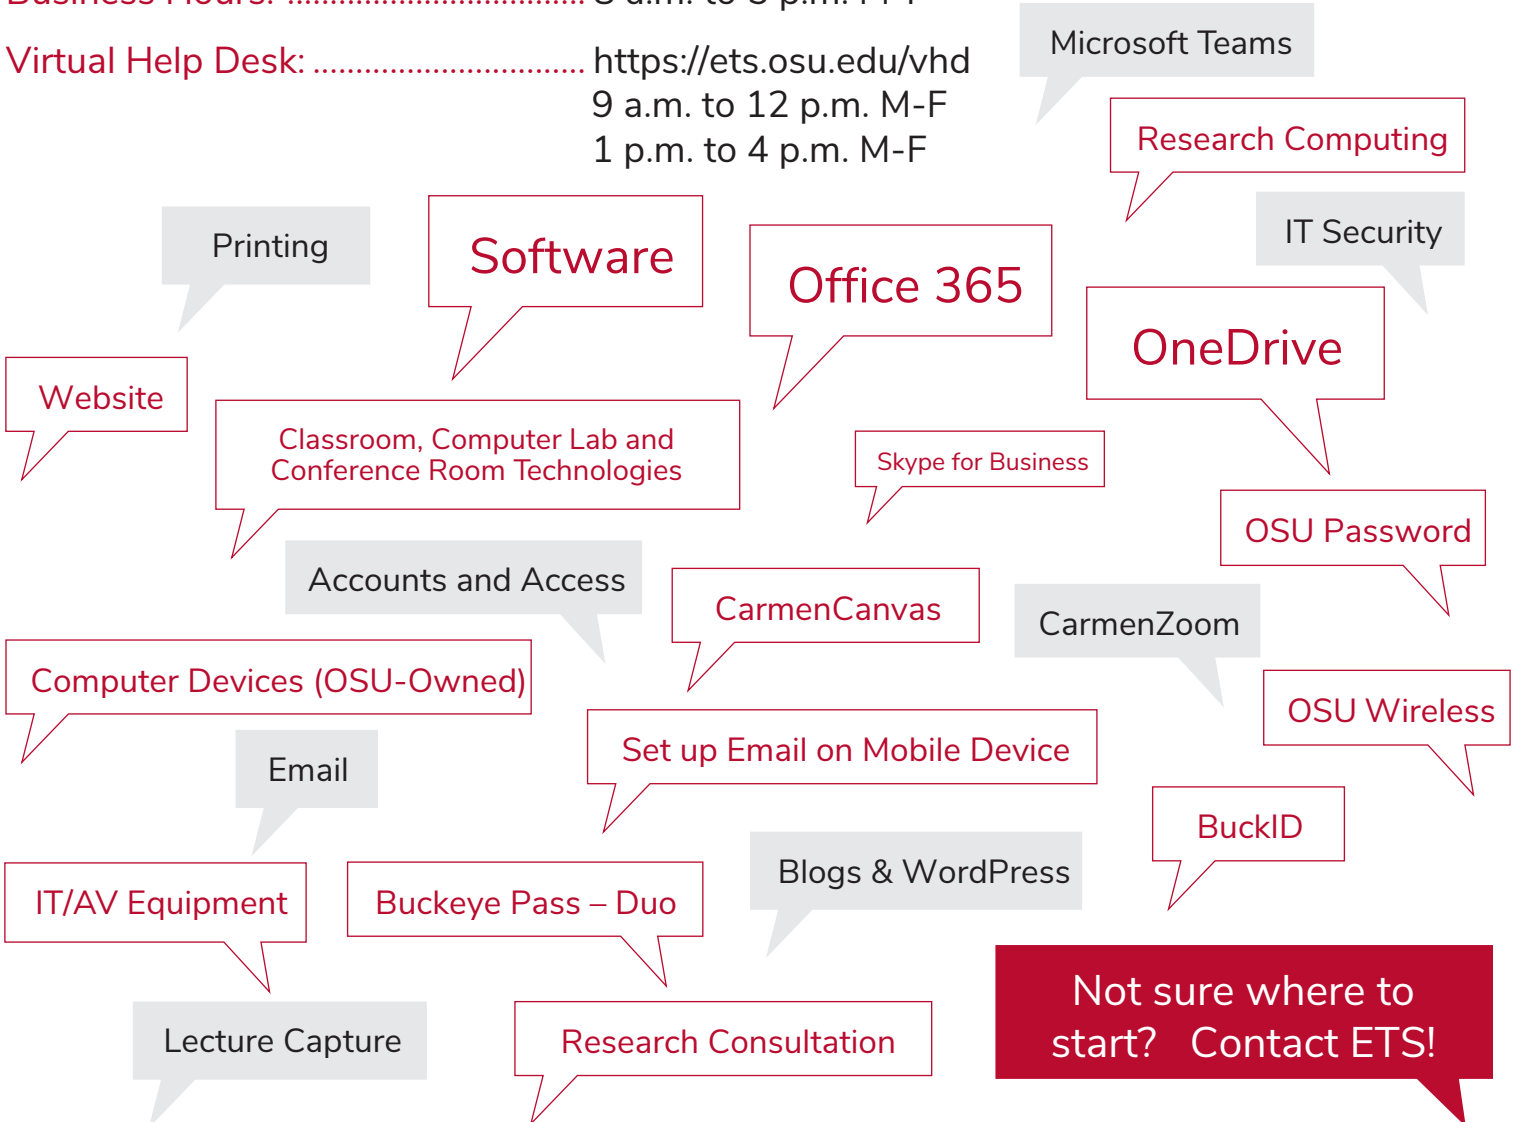 Virtual Help Desk: ................................ https://ets.osu.edu/vhd
9 a.m. to 12 p.m. M-F
1 p.m. to 4 p.m. M-F
Microsoft Teams
Research Computing
Printing
Software
Office 365
IT Security
OneDrive
Website
Classroom, Computer Lab and
Conference Room Technologies
Skype for Business
OSU Password
Accounts and Access
CarmenCanvas
CarmenZoom
Computer Devices (OSU-Owned)
OSU Wireless
Set up Email on Mobile Device
Email
BuckID
Blogs & WordPress
IT/AV Equipment
Buckeye Pass – Duo
Lecture Capture
Research Consultation
Not sure where to
start? Contact ETS!